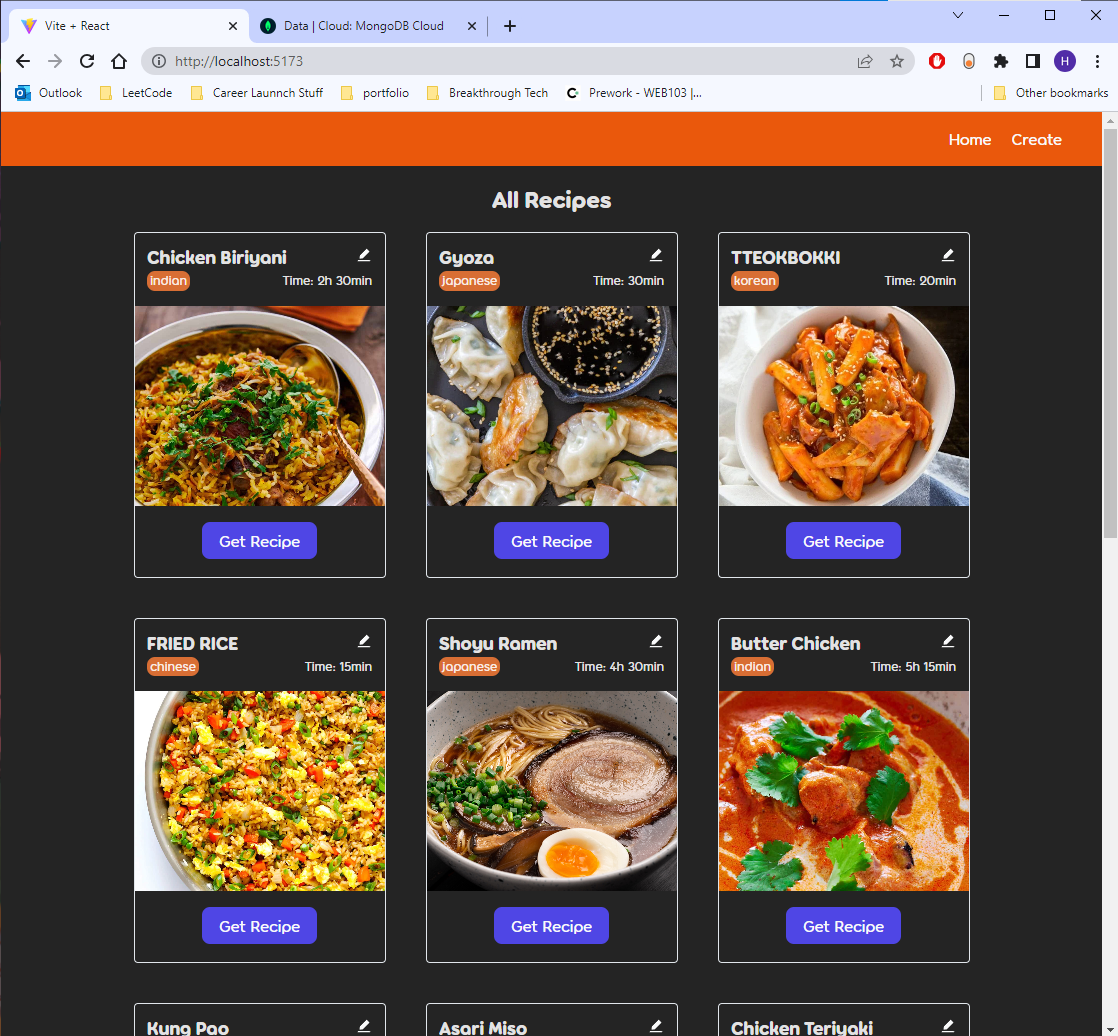 Vite + React
Data | Cloud: MongoDB Cloud
http://localhost:5173
H
Outlook
LeetCode
Career Launnch Stuff
portfolio
Breakthrough Tech
Prework - WEB103 |...
Other bookmarks
Home Create
All Recipes
Chicken Biriyani
indian Time: 2h 30min
Get Recipe
Gyoza
japanese Time: 30min
Get Recipe
TTEOKBOKKI
korean Time: 20min
Get Recipe
FRIED RICE
chinese Time: 15min
Get Recipe
Shoyu Ramen
japanese Time: 4h 30min
Get Recipe
Butter Chicken
indian Time: 5h 15min
Get Recipe
Kung Pao
Asari Miso
Chicken Teriyaki